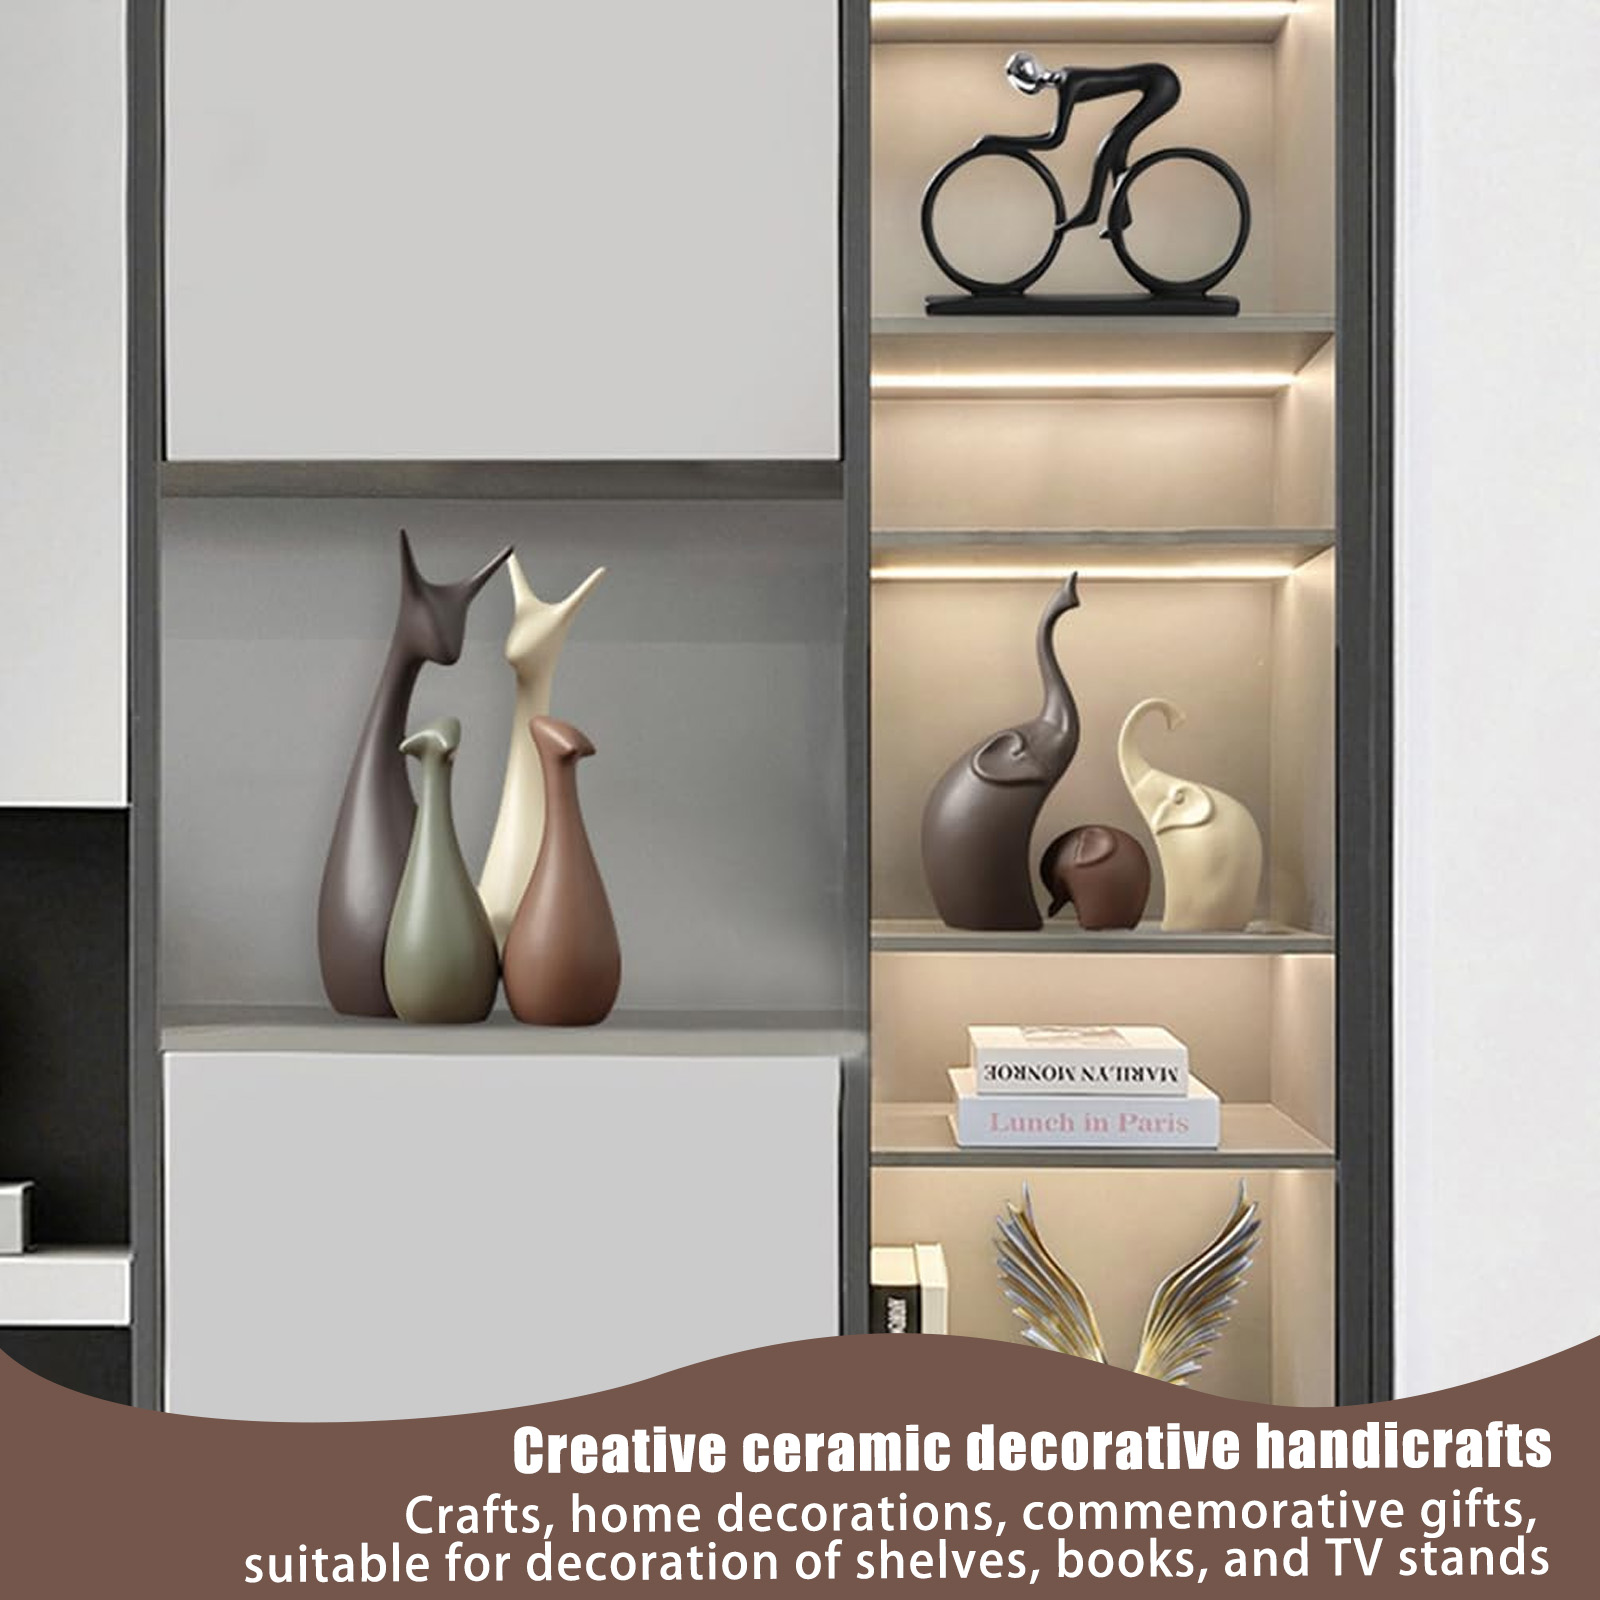 MARILYN MONROE
Lunch in Paris
Creative ceramic decorative handicrafts
Crafts, home decorations, commemorative gifts,
suitable for decoration of shelves, books, and TV stands